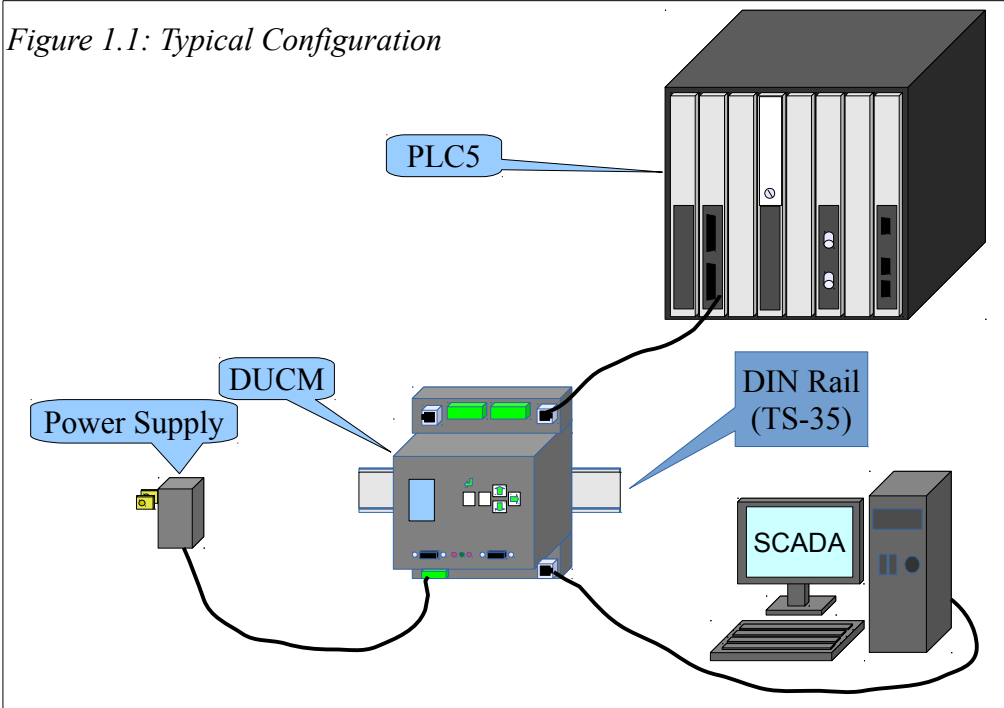 Figure 1.1: Typical Configuration
PLC5
DUCM
Power Supply
DIN Rail
(TS-35)
SCADA